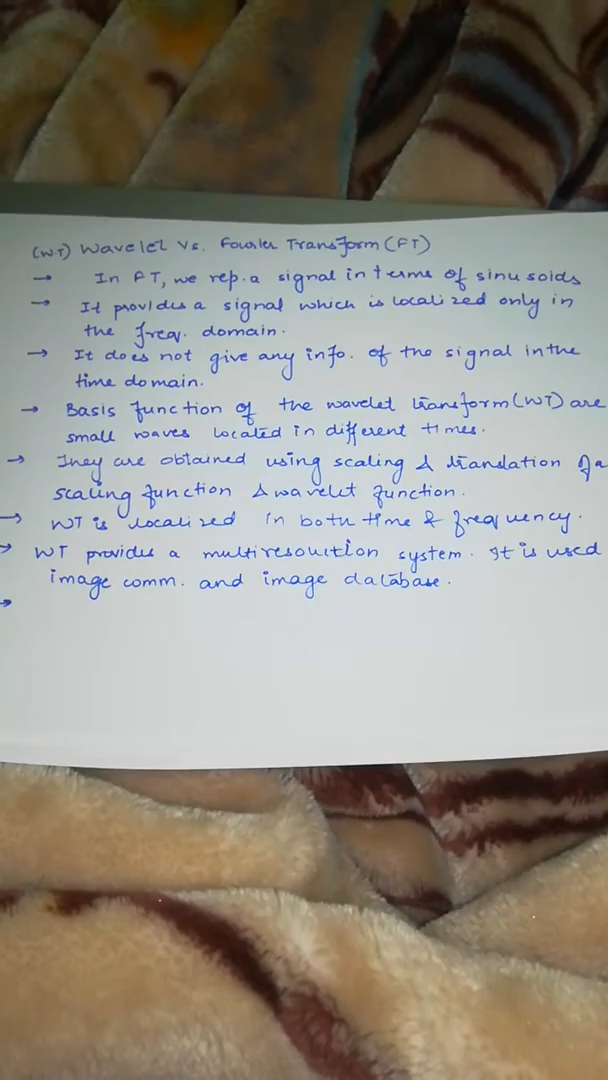 (WT) Wavelet Vs. Fourier Transform (FT)
→ In FT, we rep. a signal in terms of sinusoids
→ It provides a signal which is localized only in
the freq. domain.
→ It does not give any info. of the signal in the
time domain.
→ Basis function of the wavelet transform (WT) are
small waves located in different times.
→ They are obtained using scaling & translation of a
scaling function & wavelet function.
→ WT is localized in both time & frequency.
→ WT provides a multiresolution system. It is used
image comm. and image database.
→